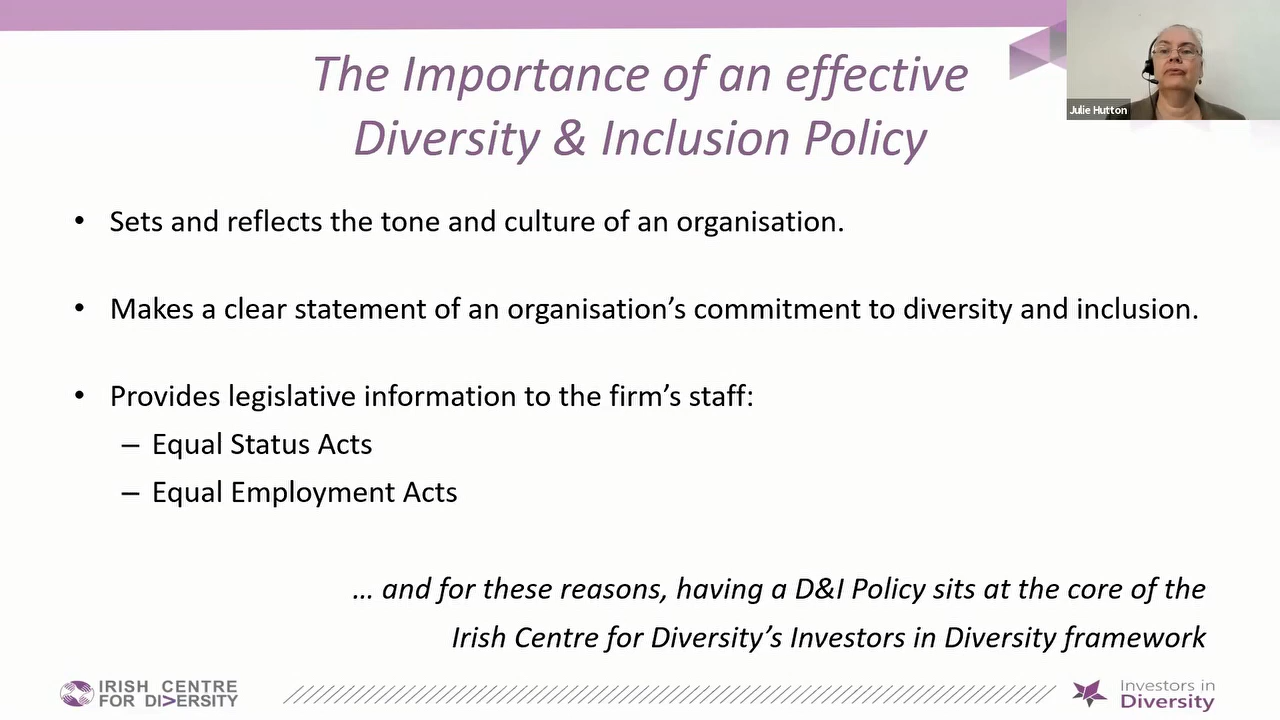 The Importance of an effective
Diversity & Inclusion Policy
Julie Hutton
• Sets and reflects the tone and culture of an organisation.
• Makes a clear statement of an organisation’s commitment to diversity and inclusion.
• Provides legislative information to the firm’s staff:
– Equal Status Acts
– Equal Employment Acts
... and for these reasons, having a D&I Policy sits at the core of the
Irish Centre for Diversity’s Investors in Diversity framework
IRISH CENTRE
FOR DIVERSITY
Investors in
Diversity